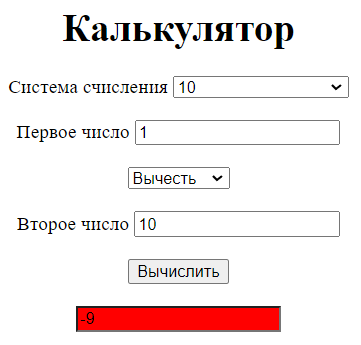 Калькулятор
Система счисления 10
Первое число 1
Вычесть
Второе число 10
Вычислить
-9